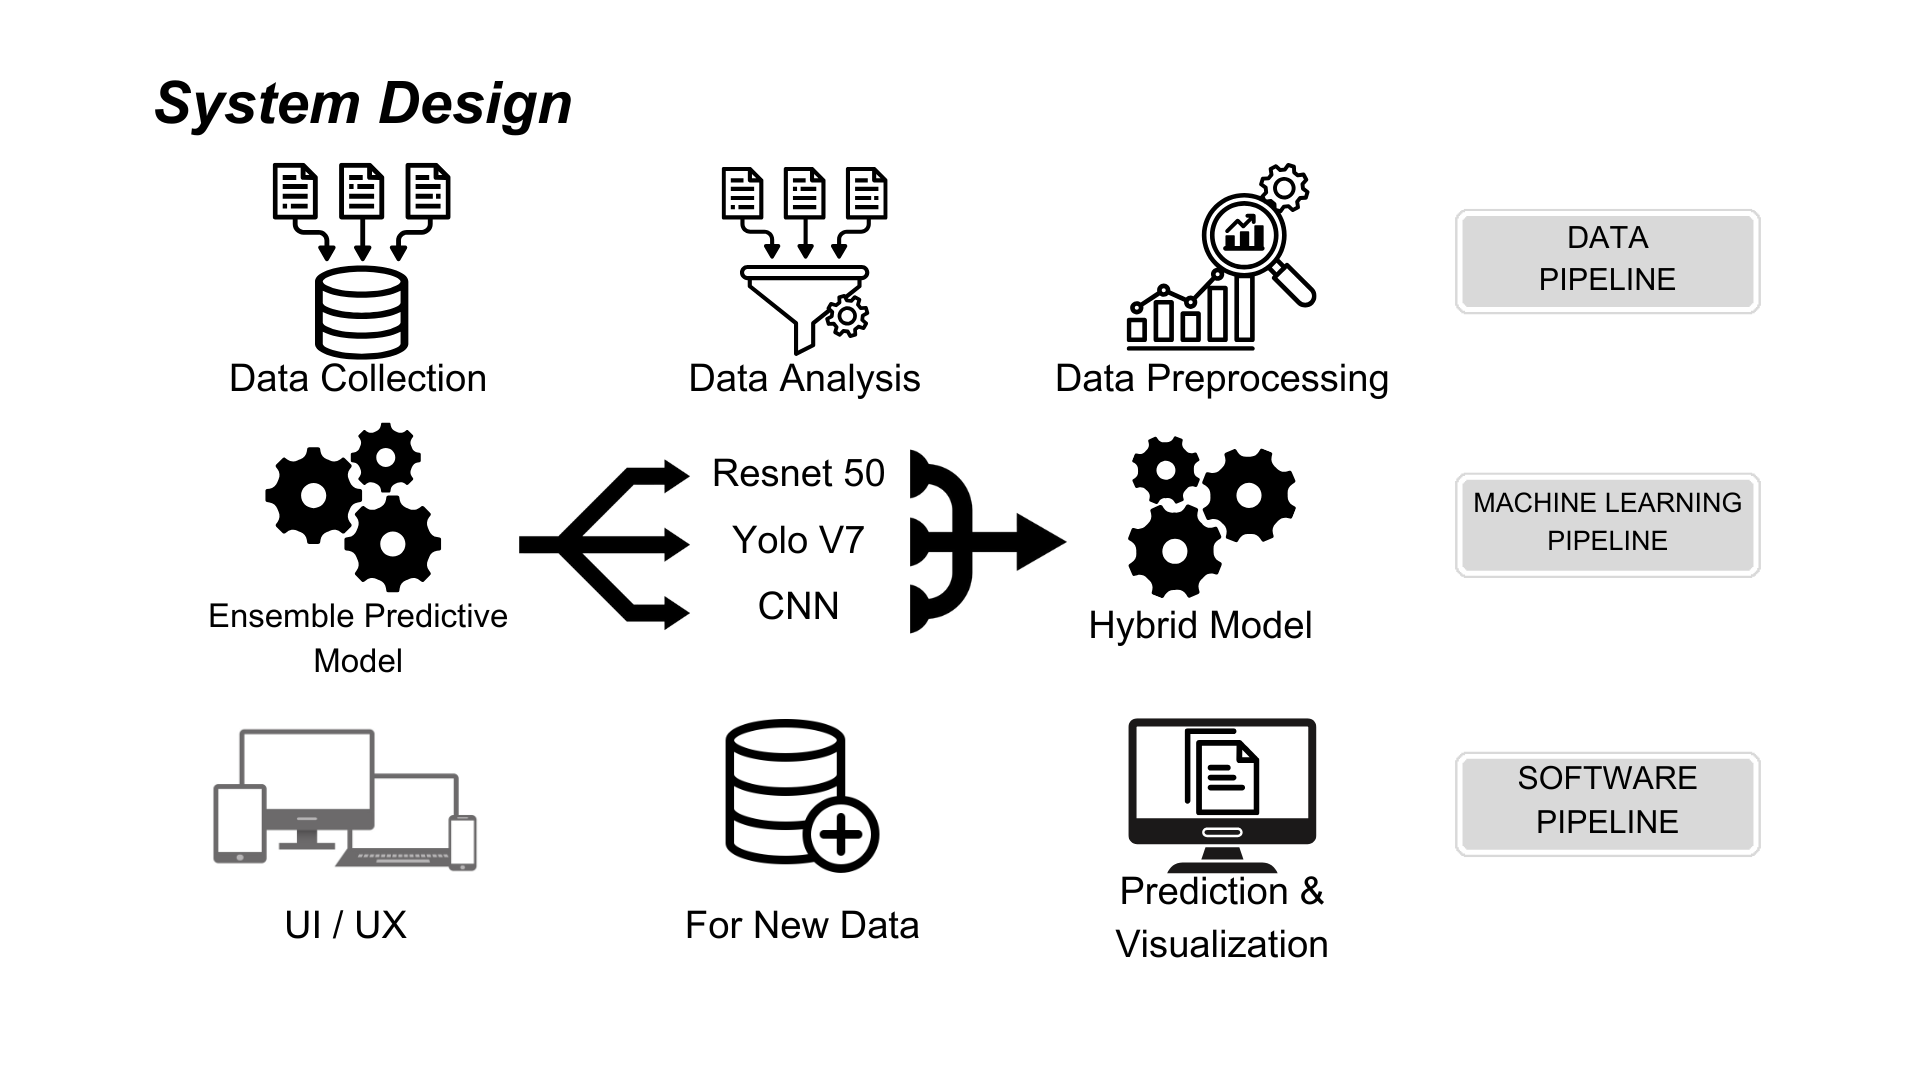 System Design
Data Collection
Data Analysis
Data Preprocessing
DATA
PIPELINE
Ensemble Predictive
Model
Resnet 50
Yolo V7
CNN
Hybrid Model
MACHINE LEARNING
PIPELINE
UI / UX
For New Data
Prediction &
Visualization
SOFTWARE
PIPELINE